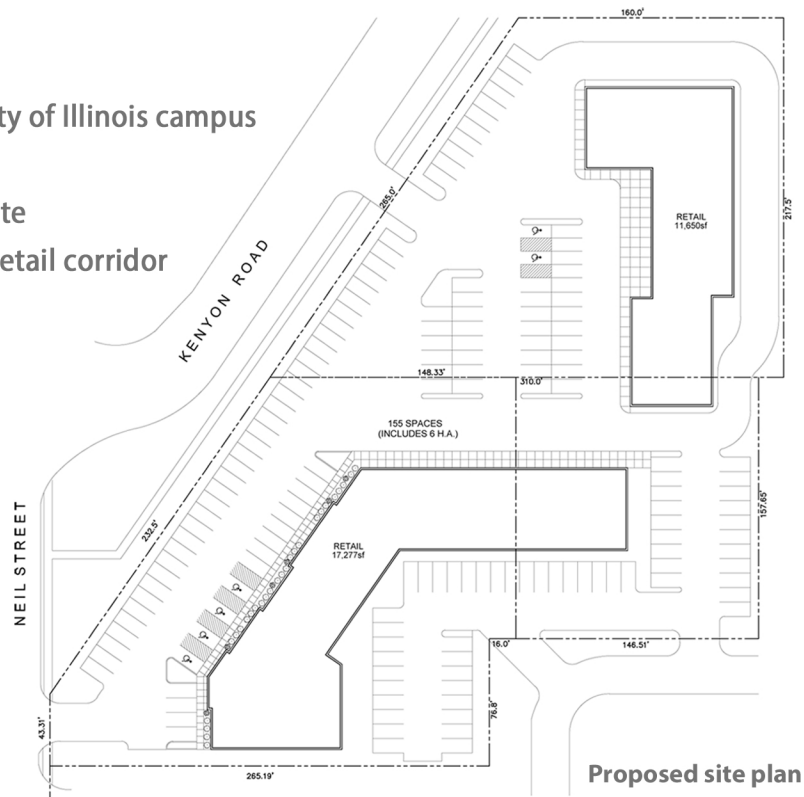 160.0'
ty of Illinois campus
te
etail corridor
265.0'
217.5'
RETAIL
11,650sf
KENYON ROAD
148.33'
310.0'
155 SPACES
(INCLUDES 6 H.A.)
232.5'
157.65'
NEIL STREET
RETAIL
17,277sf
16.0'
146.51'
76.8'
43.31'
265.19'
Proposed site plan